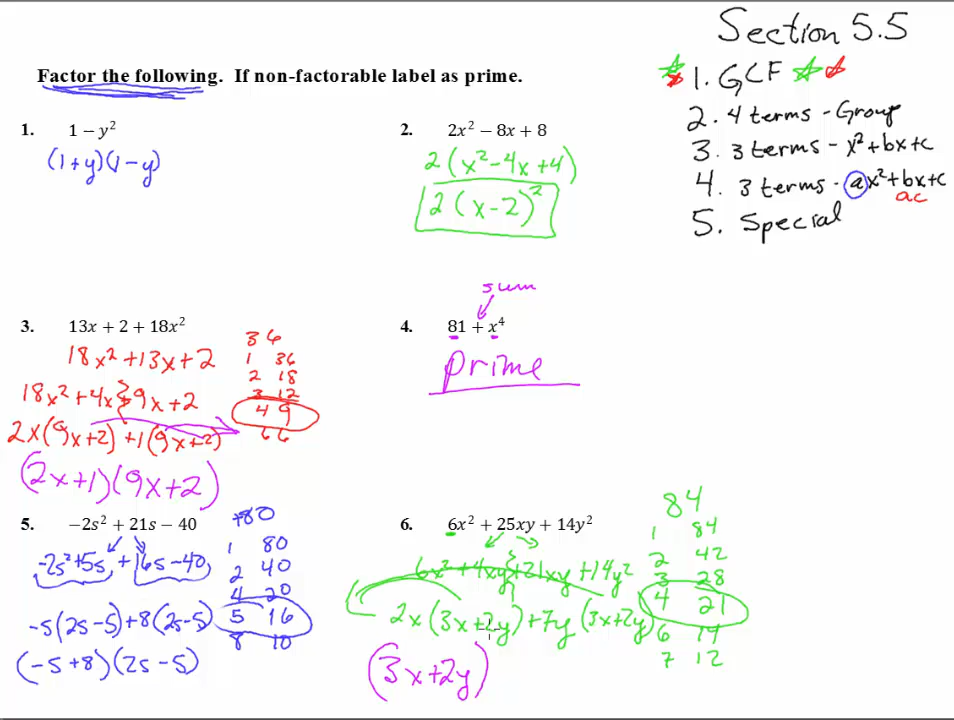 Section 5.5
Factor the following. If non-factorable label as prime.
1. GCF
2. 4 terms - Group
3. 3 terms - x² + bx + c
4. 3 terms - ax² + bx + c
ac
5. Special
1. 1 − y²
(1+y)(1−y)
2. 2x² − 8x + 8
2(x²−4x+4)
2(x−2)²
3. 13x + 2 + 18x²
18x²+13x+2
18x²+4x+9x+2
2x(9x+2)+1(9x+2)
(2x+1)(9x+2)
36
1 36
2 18
3 12
4 9
6 6
sum
4. 81 + x⁴
prime
5. −2s² + 21s − 40
-2s²+5s+16s-40
-s(2s-5)+8(2s-5)
(-s+8)(2s-5)
+80
1 80
2 40
4 20
5 16
8 10
6. 6x² + 25xy + 14y²
6x²+4xy+21xy+14y²
2x(3x+2y)+7y(3x+2y)
(3x+2y)
84
1 84
2 42
3 28
4 21
6 14
7 12